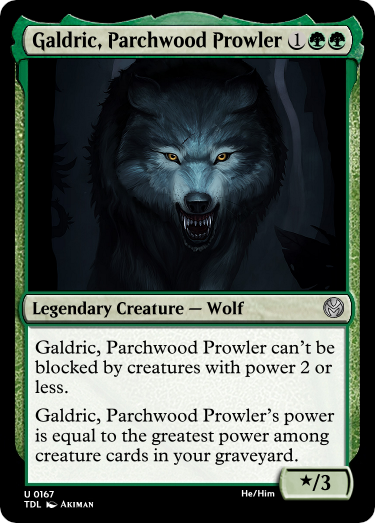 Galdric, Parchwood Prowler 1
Legendary Creature — Wolf
Galdric, Parchwood Prowler can't be
blocked by creatures with power 2 or
less.
Galdric, Parchwood Prowler's power
is equal to the greatest power among
creature cards in your graveyard.
★/3
U 0167
He/Him
TDL AKIMAN